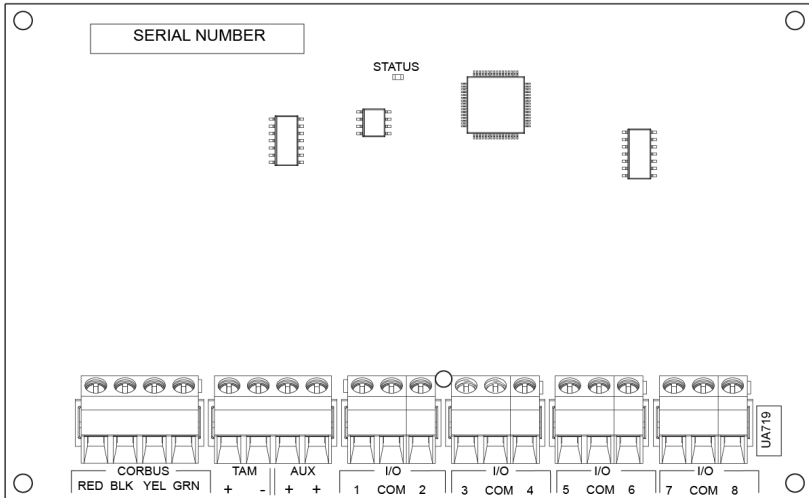 SERIAL NUMBER
STATUS
UA719
CORBUS TAM AUX I/O I/O I/O I/O
RED BLK YEL GRN + - + + 1 COM 2 3 COM 4 5 COM 6 7 COM 8